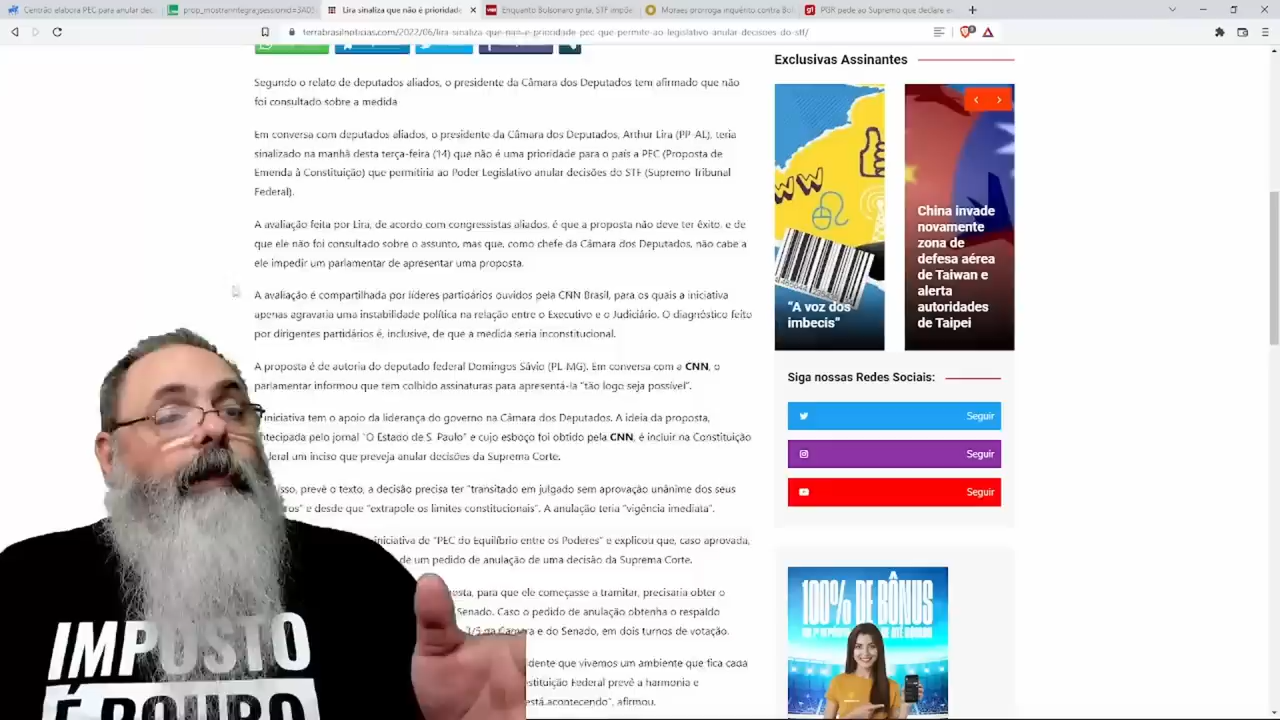 Centrão elabora PEC para anular dec
prop_mostrarintegra;jsessionid=3A0
Lira sinaliza que não é prioridade
Enquanto Bolsonaro grita, STF impõe
Moraes prorroga inquérito contra Bol
PGR pede ao Supremo que declare e
terrabrasilnoticias.com/2022/06/lira-sinaliza-que-nao-e-prioridade-pec-que-permite-ao-legislativo-anular-decisoes-do-stf/
Segundo o relato de deputados aliados, o presidente da Câmara dos Deputados tem afirmado que não
foi consultado sobre a medida
Em conversa com deputados aliados, o presidente da Câmara dos Deputados, Arthur Lira (PP-AL), teria
sinalizado na manhã desta terça-feira (14) que não é uma prioridade para o país a PEC (Proposta de
Emenda à Constituição) que permitiria ao Poder Legislativo anular decisões do STF (Supremo Tribunal
Federal).
A avaliação feita por Lira, de acordo com congressistas aliados, é que a proposta não deve ter êxito, e de
que ele não foi consultado sobre o assunto, mas que, como chefe da Câmara dos Deputados, não cabe a
ele impedir um parlamentar de apresentar uma proposta.
A avaliação é compartilhada por líderes partidários ouvidos pela CNN Brasil, para os quais a iniciativa
apenas agravaria uma instabilidade política na relação entre o Executivo e o Judiciário. O diagnóstico feito
por dirigentes partidários é, inclusive, de que a medida seria inconstitucional.
A proposta é de autoria do deputado federal Domingos Sávio (PL-MG). Em conversa com a CNN, o
parlamentar informou que tem colhido assinaturas para apresentá-la "tão logo seja possível".
iniciativa tem o apoio da liderança do governo na Câmara dos Deputados. A ideia da proposta,
ntecipada pelo jornal "O Estado de S. Paulo" e cujo esboço foi obtido pela CNN, é incluir na Constituição
deral um inciso que preveja anular decisões da Suprema Corte.
isso, prevê o texto, a decisão precisa ter "transitado em julgado sem aprovação unânime dos seus
ros" e desde que "extrapole os limites constitucionais". A anulação teria "vigência imediata".
iniciativa de "PEC do Equilíbrio entre os Poderes" e explicou que, caso aprovada,
de um pedido de anulação de uma decisão da Suprema Corte.
osta, para que ele começasse a tramitar, precisaria obter o
Senado. Caso o pedido de anulação obtenha o respaldo
3/5 da Câmara e do Senado, em dois turnos de votação.
idente que vivemos um ambiente que fica cada
stituição Federal prevê a harmonia e
está acontecendo", afirmou.
Exclusivas Assinantes
WW
"A voz dos
imbecis"
China invade
novamente
zona de
defesa aérea
de Taiwan e
alerta
autoridades
de Taipei
Siga nossas Redes Sociais:
Seguir
Seguir
Seguir
100%
DE BÔNUS
IMPOSTO
É ROUBO